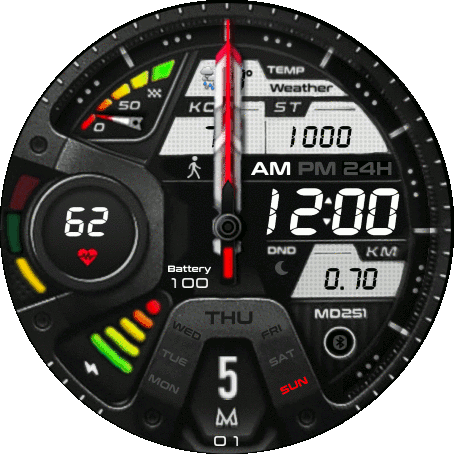 TEMP
Weather
50
0
ST
1000
AM PM 24H
12:00
62
DND KM
0.70
Battery
100
MD251
THU
WED FRI
TUE SAT
MON SUN
5
01